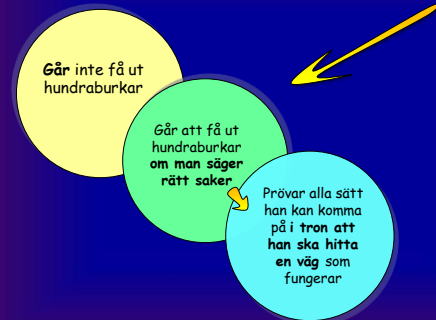 Går inte få ut
hundraburkar
Går att få ut
hundraburkar
om man säger
rätt saker
Prövar alla sätt
han kan komma
på i tron att
han ska hitta
en väg som
fungerar